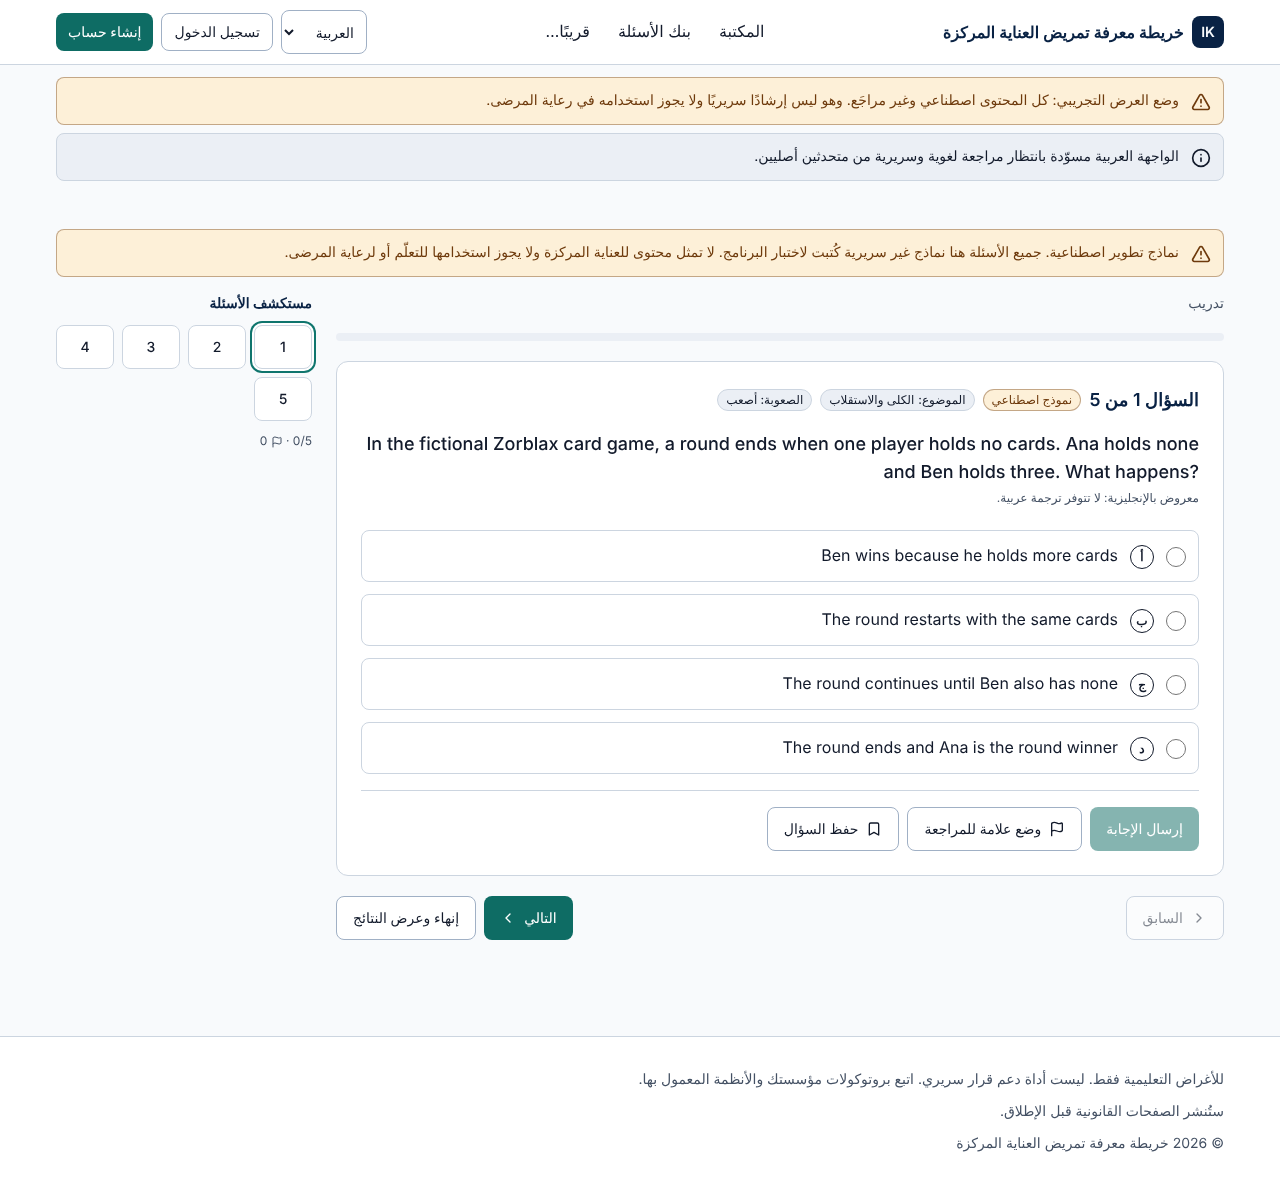 IK خريطة معرفة تمريض العناية المركزة
المكتبة بنك الأسئلة قريبًا...
العربية تسجيل الدخول إنشاء حساب
وضع العرض التجريبي: كل المحتوى اصطناعي وغير مراجَع. وهو ليس إرشادًا سريريًا ولا يجوز استخدامه في رعاية المرضى.
الواجهة العربية مسوّدة بانتظار مراجعة لغوية وسريرية من متحدثين أصليين.
نماذج تطوير اصطناعية. جميع الأسئلة هنا نماذج غير سريرية كُتبت لاختبار البرنامج. لا تمثل محتوى للعناية المركزة ولا يجوز استخدامها للتعلّم أو لرعاية المرضى.
تدريب
السؤال 1 من 5 نموذج اصطناعي الموضوع: الكلى والاستقلاب الصعوبة: أصعب
In the fictional Zorblax card game, a round ends when one player holds no cards. Ana holds none
and Ben holds three. What happens?
معروض بالإنجليزية: لا تتوفر ترجمة عربية.
أ Ben wins because he holds more cards
ب The round restarts with the same cards
ج The round continues until Ben also has none
د The round ends and Ana is the round winner
إرسال الإجابة وضع علامة للمراجعة حفظ السؤال
السابق التالي إنهاء وعرض النتائج
مستكشف الأسئلة
1 2 3 4
5
0/5 · 0
للأغراض التعليمية فقط. ليست أداة دعم قرار سريري. اتبع بروتوكولات مؤسستك والأنظمة المعمول بها.
ستُنشر الصفحات القانونية قبل الإطلاق.
© 2026 خريطة معرفة تمريض العناية المركزة